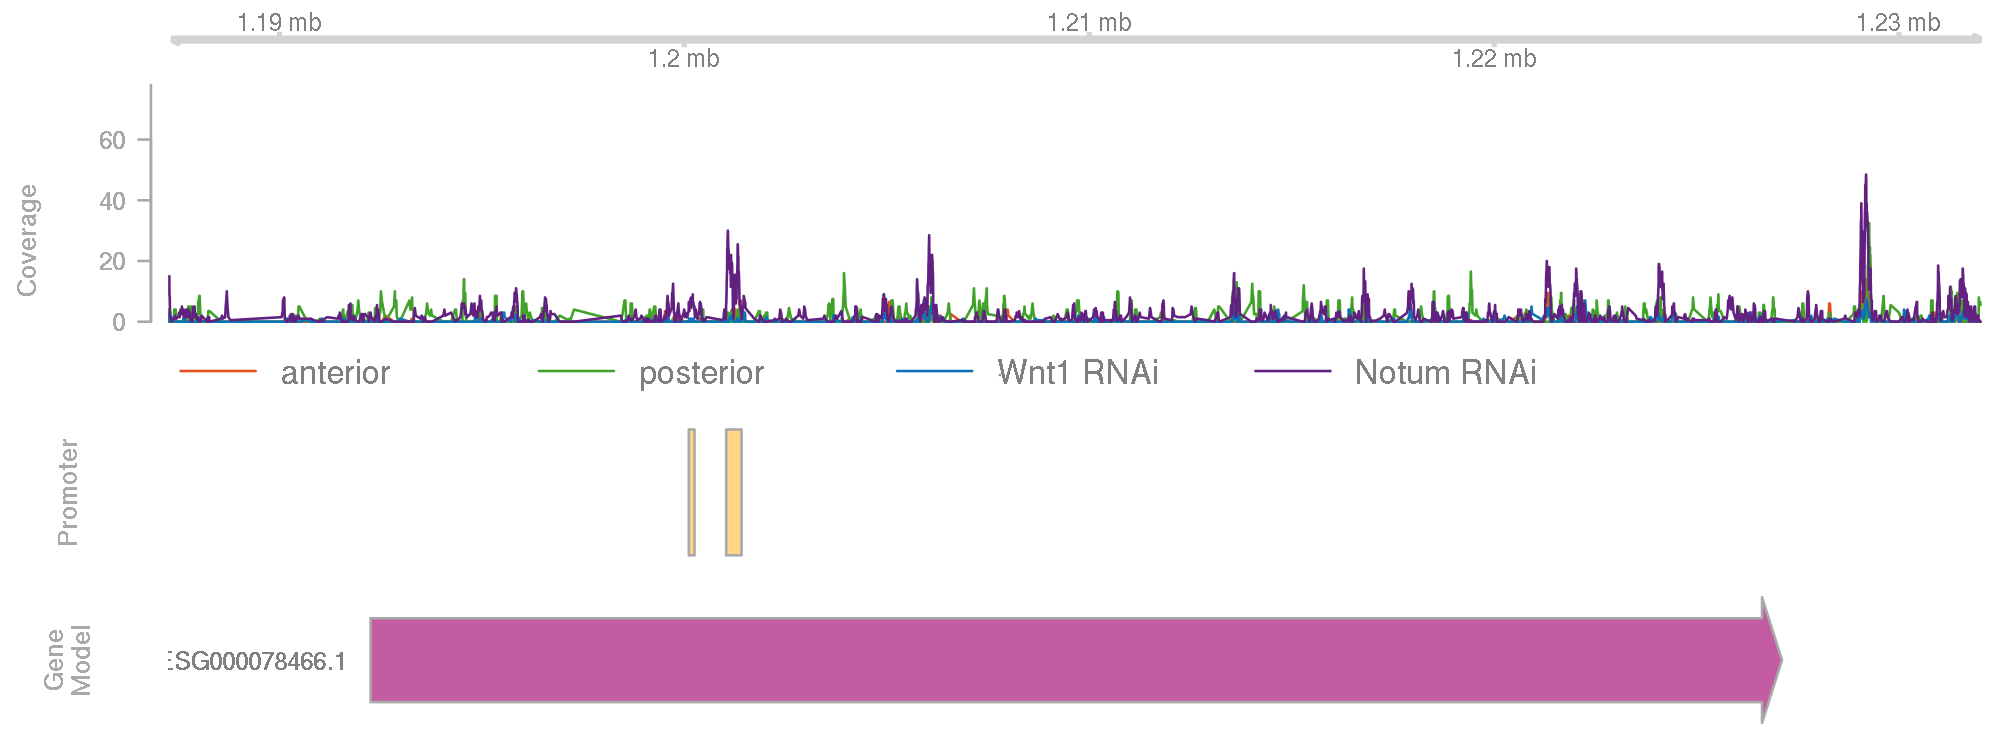 1.19 mb 1.21 mb 1.23 mb
1.2 mb 1.22 mb
Coverage
60
40
20
0
anterior posterior Wnt1 RNAi Notum RNAi
Promoter
Gene
Model
ESG000078466.1